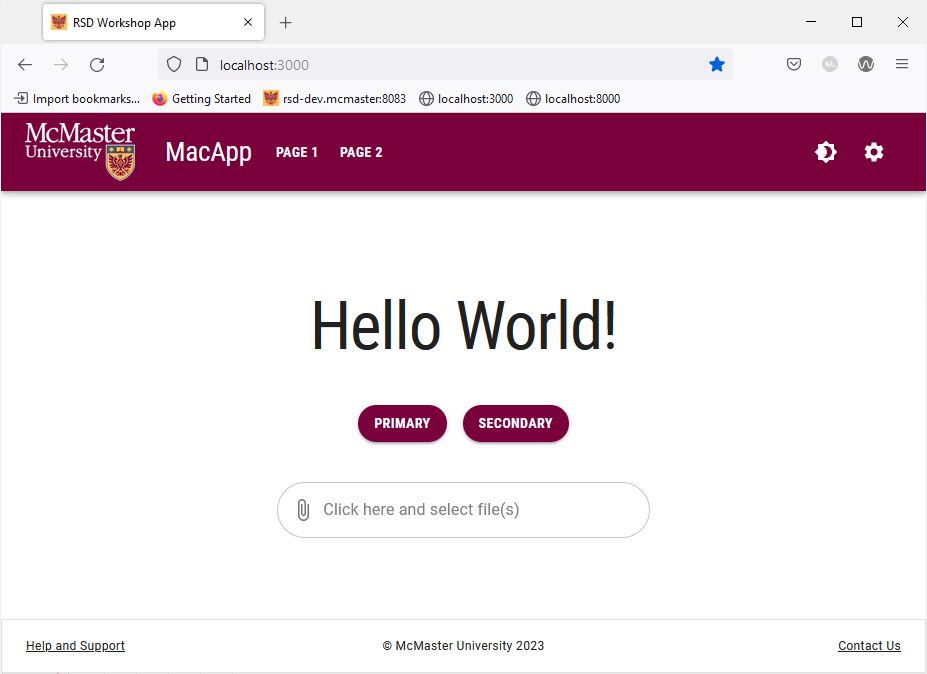 RSD Workshop App
localhost:3000
Import bookmarks... Getting Started rsd-dev.mcmaster:8083 localhost:3000 localhost:8000
McMaster
University
MacApp PAGE 1 PAGE 2
Hello World!
PRIMARY SECONDARY
Click here and select file(s)
Help and Support © McMaster University 2023 Contact Us